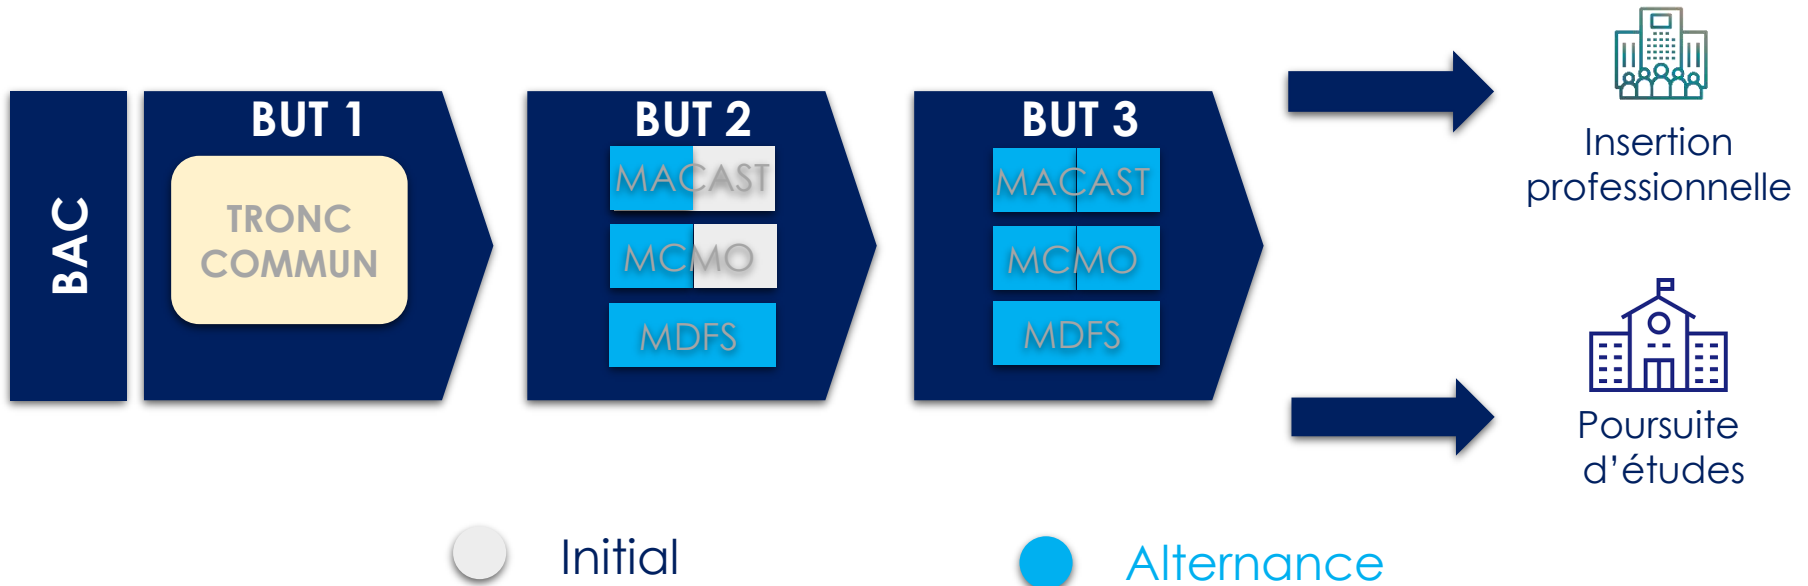 BAC
BUT 1
TRONC
COMMUN
BUT 2
MACAST
MCMO
MDFS
BUT 3
MACAST
MCMO
MDFS
Insertion
professionnelle
Poursuite
d’études
Initial
Alternance